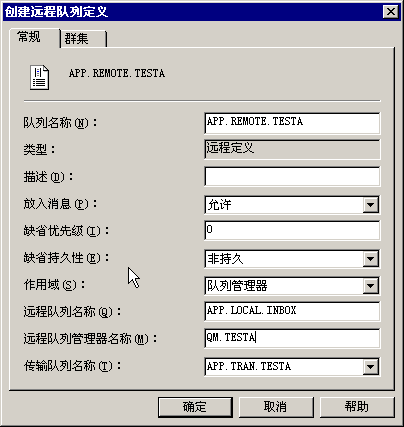 创建远程队列定义
常规 群集
APP.REMOTE.TESTA
队列名称(N)： APP.REMOTE.TESTA
类型： 远程定义
描述(D)：
放入消息(P)： 允许
缺省优先级(I)： 0
缺省持久性(E)： 非持久
作用域(S)： 队列管理器
远程队列名称(Q)： APP.LOCAL.INBOX
远程队列管理器名称(M)： QM.TESTA
传输队列名称(T)： APP.TRAN.TESTA
确定 取消 帮助